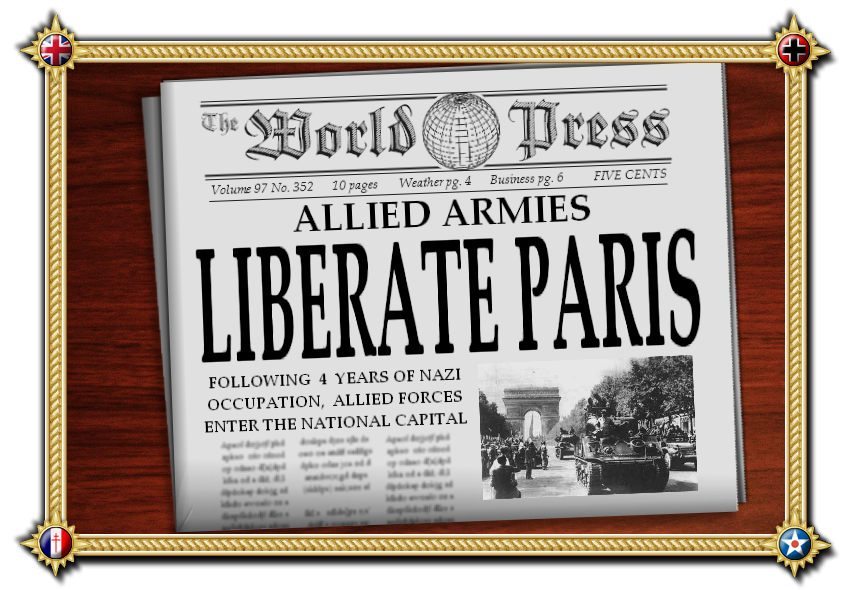 The World Press
Volume 97 No. 352 10 pages Weather pg. 4 Business pg. 6 FIVE CENTS
ALLIED ARMIES
LIBERATE PARIS
FOLLOWING 4 YEARS OF NAZI
OCCUPATION, ALLIED FORCES
ENTER THE NATIONAL CAPITAL